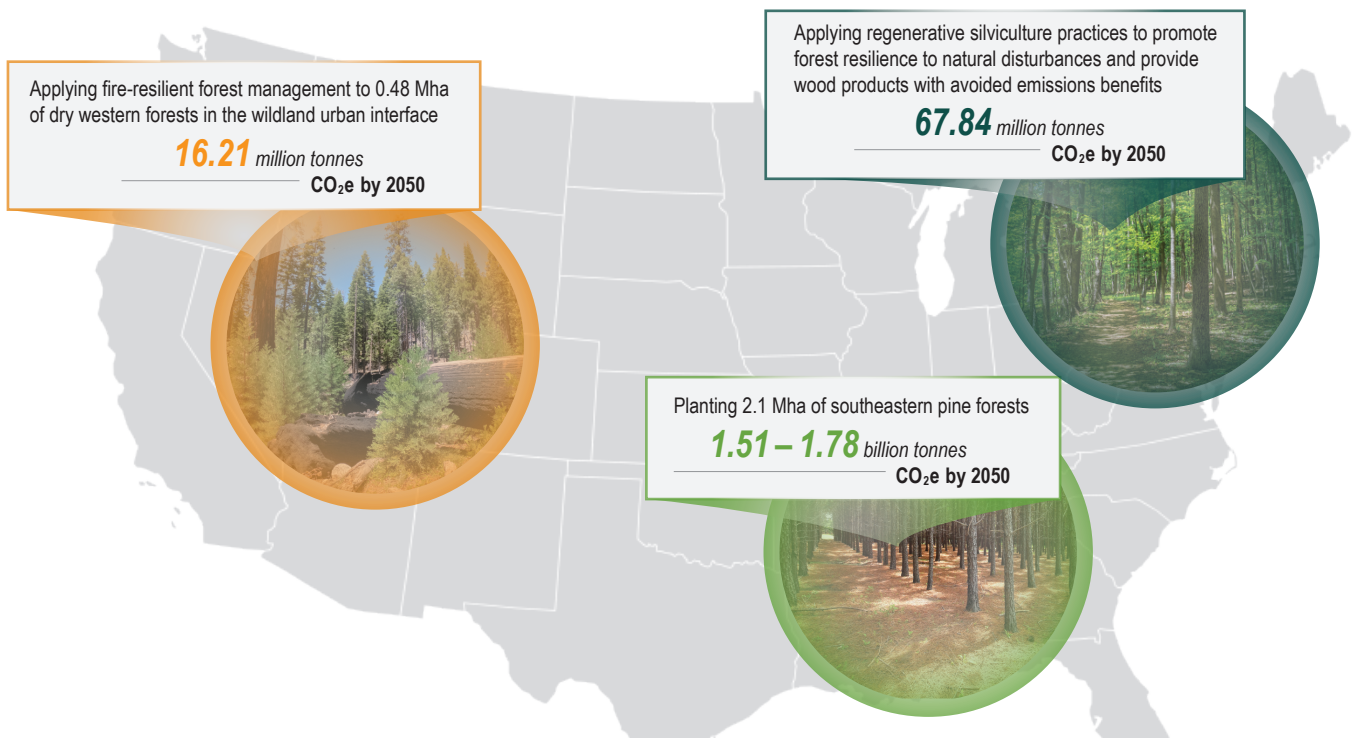 Applying fire-resilient forest management to 0.48 Mha
of dry western forests in the wildland urban interface
16.21 million tonnes
CO₂e by 2050
Applying regenerative silviculture practices to promote
forest resilience to natural disturbances and provide
wood products with avoided emissions benefits
67.84 million tonnes
CO₂e by 2050
Planting 2.1 Mha of southeastern pine forests
1.51 – 1.78 billion tonnes
CO₂e by 2050